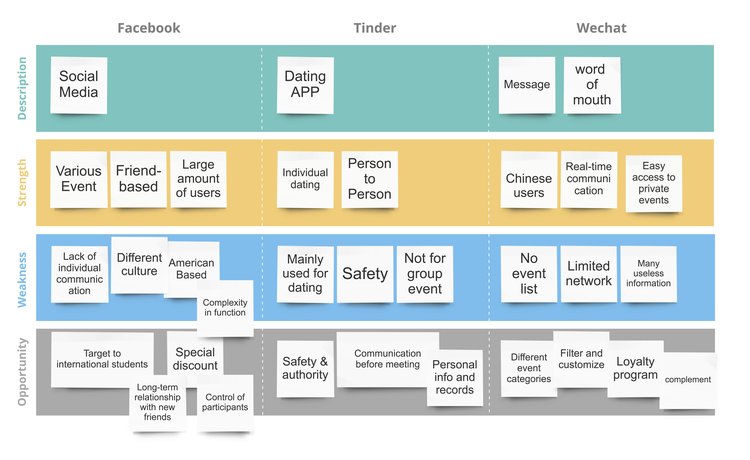 Facebook
Tinder
Wechat
Description
Social
Media
Dating
APP
Message
word
of
mouth
Strength
Various
Event
Friend-
based
Large
amount
of users
Individual
dating
Person
to
Person
Chinese
users
Real-time
communi
cation
Easy
access to
private
events
Weakness
Lack of
individual
communic
ation
Different
culture
American
Based
Complexity
in function
Mainly
used for
dating
Safety
Not for
group
event
No
event
list
Limited
network
Many
useless
information
Opportunity
Target to
international students
Special
discount
Long-term
relationship
with new
friends
Control of
participants
Safety &
authority
Communication
before meeting
Personal
info and
records
Different
event
categories
Filter and
customize
Loyalty
program
complement